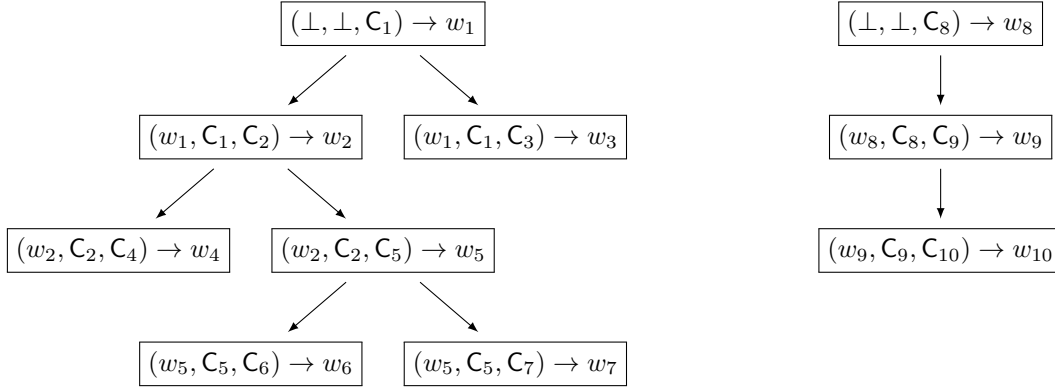 (⊥, ⊥, C₁) → w₁ (⊥, ⊥, C₈) → w₈
(w₁, C₁, C₂) → w₂ (w₁, C₁, C₃) → w₃ (w₈, C₈, C₉) → w₉
(w₂, C₂, C₄) → w₄ (w₂, C₂, C₅) → w₅ (w₉, C₉, C₁₀) → w₁₀
(w₅, C₅, C₆) → w₆ (w₅, C₅, C₇) → w₇